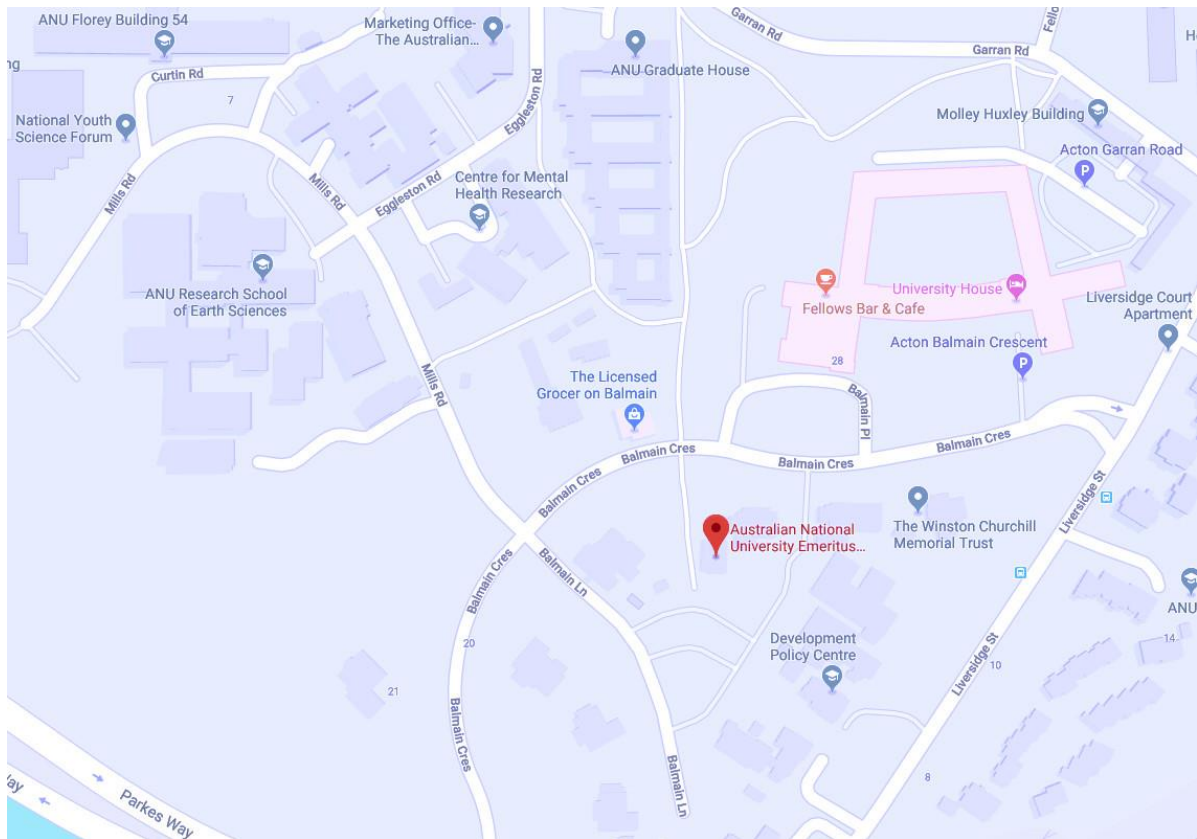 ANU Florey Building 54
Marketing Office-
The Australian...
Garran Rd
Garran Rd
ng
Curtin Rd
7
ANU Graduate House
National Youth
Science Forum
Eggleston Rd
Molley Huxley Building
Acton Garran Road
P
Mills Rd
Mills Rd
Eggleston Rd
Centre for Mental
Health Research
ANU Research School
of Earth Sciences
University House
Fellows Bar & Cafe
Liversidge Court
Apartment
Acton Balmain Crescent
P
28
Mills Rd
The Licensed
Grocer on Balmain
Balmain Pl
Balmain Cres
Balmain Cres
Balmain Cres
Balmain Cres
Liversidge St
Australian National
University Emeritus...
The Winston Churchill
Memorial Trust
Balmain Cres
Balmain Ln
ANU
14
20
Development
Policy Centre
10
Liversidge St
21
Balmain Cres
Balmain Ln
8
Parkes Way
Way